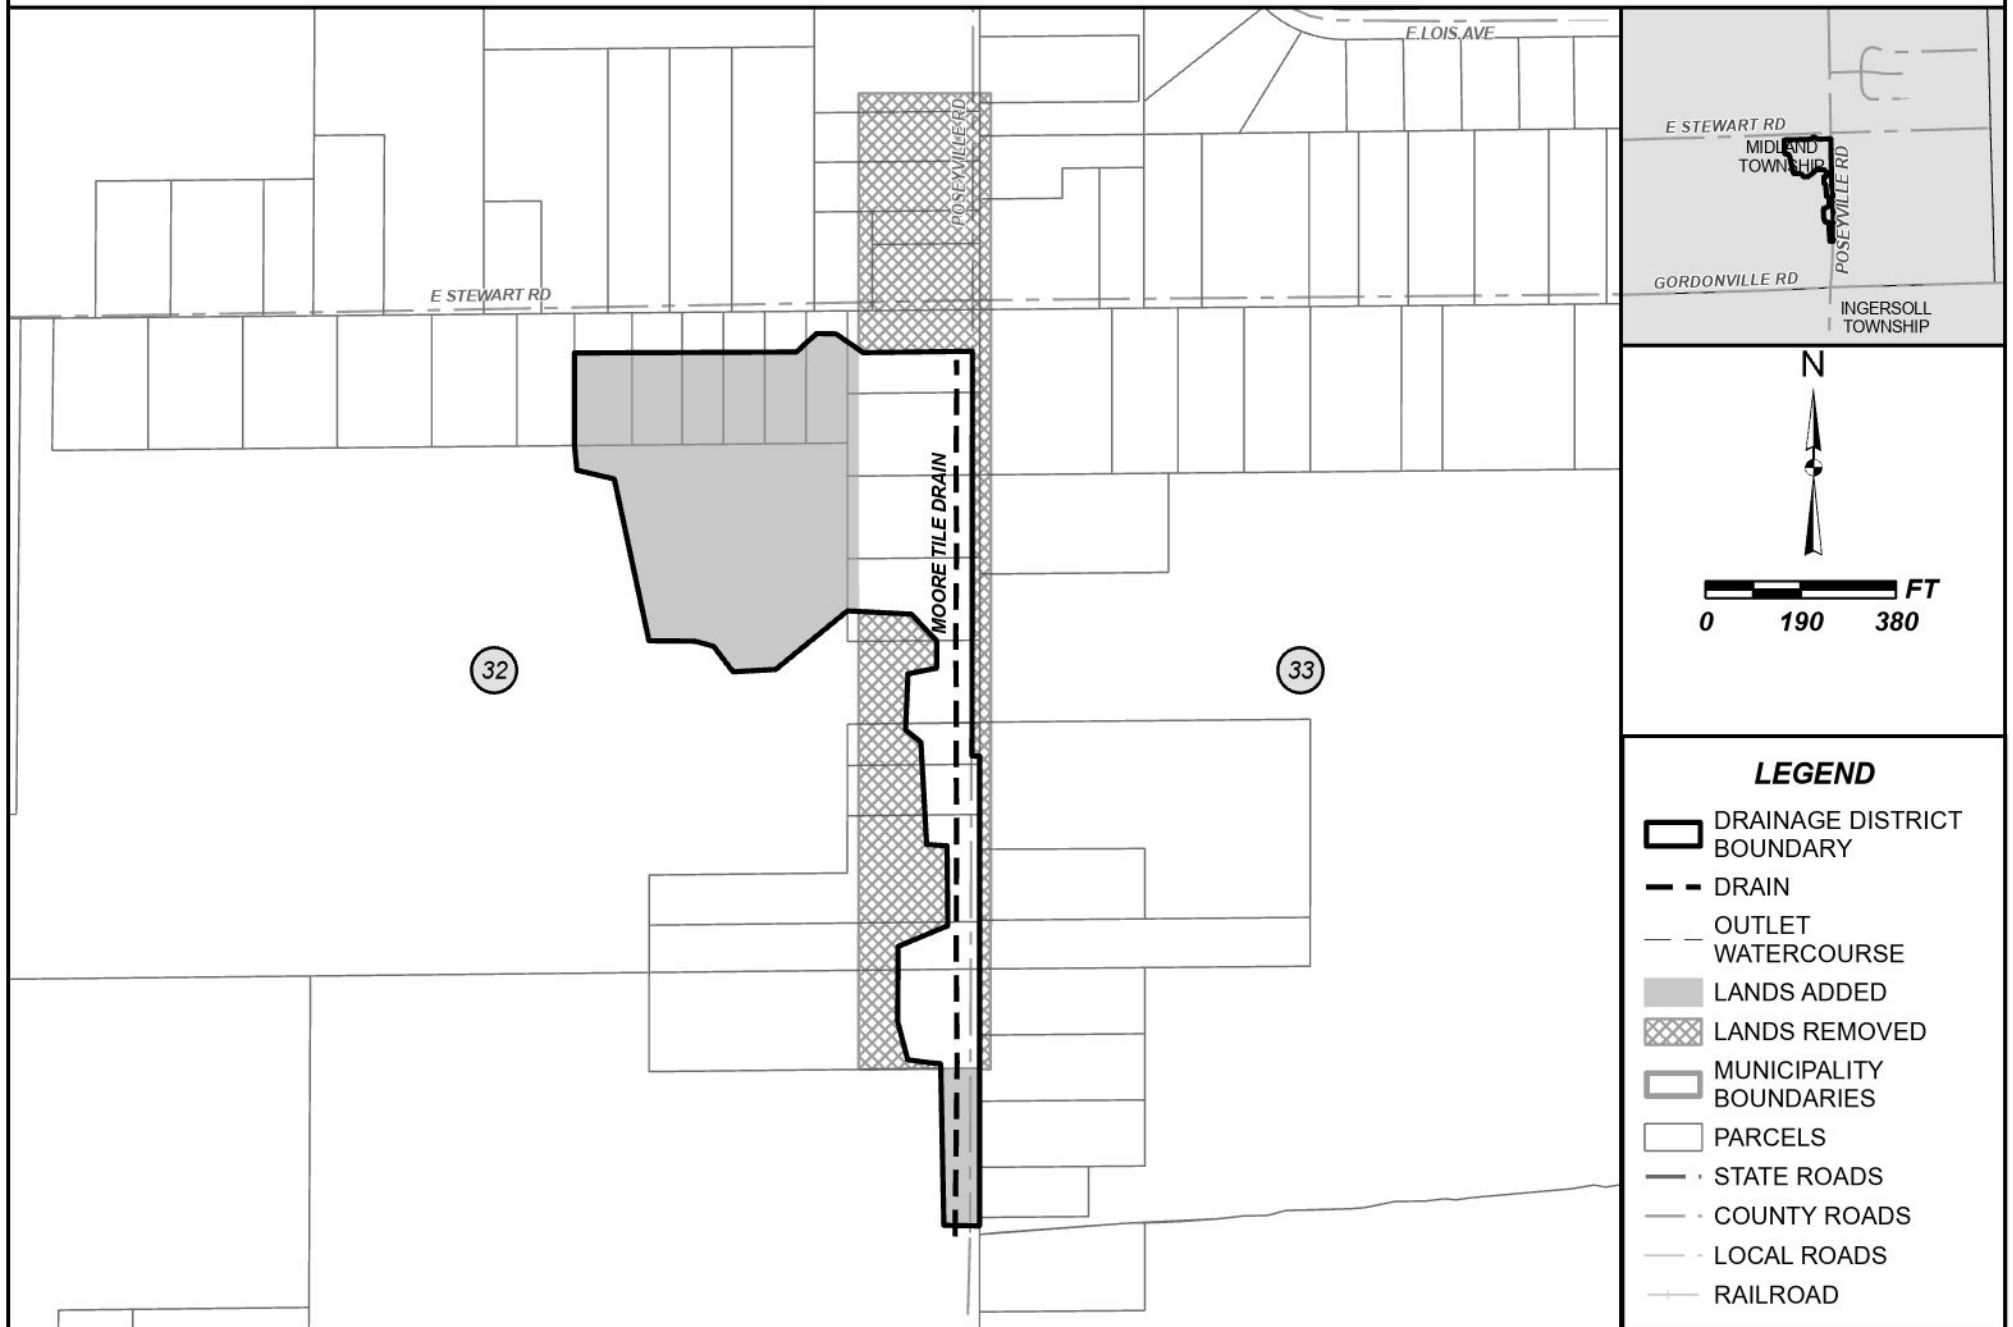 E LOIS AVE
POSEYVILLE RD
E STEWART RD
MOORE TILE DRAIN
32
33
E STEWART RD
MIDLAND
TOWNSHIP
POSEYVILLE RD
GORDONVILLE RD
INGERSOLL
TOWNSHIP
N
FT
0 190 380
LEGEND
DRAINAGE DISTRICT
BOUNDARY
DRAIN
OUTLET
WATERCOURSE
LANDS ADDED
LANDS REMOVED
MUNICIPALITY
BOUNDARIES
PARCELS
STATE ROADS
COUNTY ROADS
LOCAL ROADS
RAILROAD